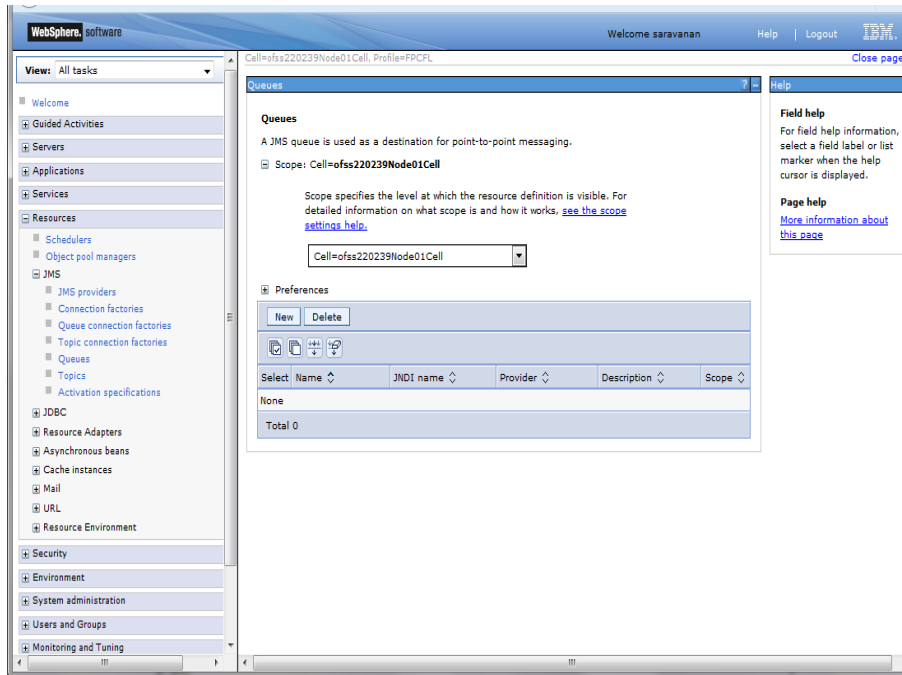 WebSphere. software
Welcome saravanan
Help | Logout
IBM.
View: All tasks
Cell=ofss220239Node01Cell, Profile=FPCFL
Close page
Welcome
Guided Activities
Servers
Applications
Services
Resources
Schedulers
Object pool managers
JMS
JMS providers
Connection factories
Queue connection factories
Topic connection factories
Queues
Topics
Activation specifications
JDBC
Resource Adapters
Asynchronous beans
Cache instances
Mail
URL
Resource Environment
Security
Environment
System administration
Users and Groups
Monitoring and Tuning
Queues
? -
Queues
A JMS queue is used as a destination for point-to-point messaging.
Scope: Cell=ofss220239Node01Cell
Scope specifies the level at which the resource definition is visible. For
detailed information on what scope is and how it works, see the scope
settings help.
Cell=ofss220239Node01Cell
Preferences
New Delete
Select Name JNDI name Provider Description Scope
None
Total 0
Help
Field help
For field help information,
select a field label or list
marker when the help
cursor is displayed.
Page help
More information about
this page